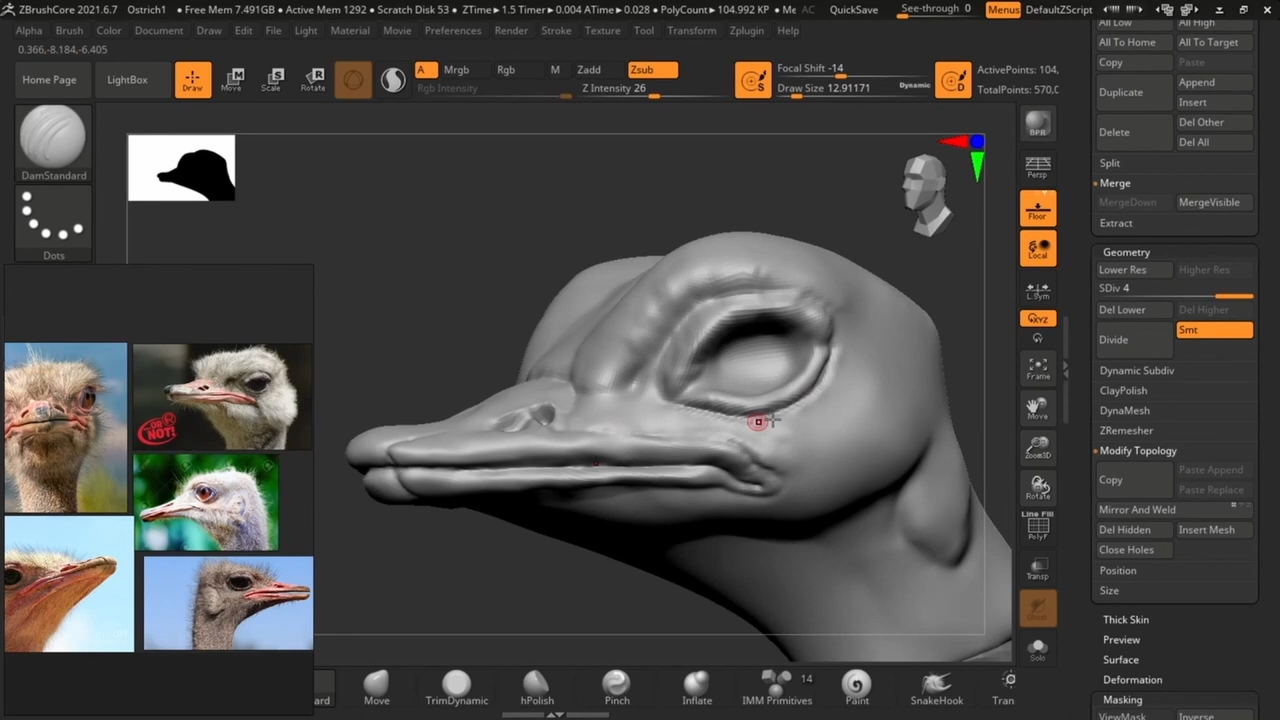 ZBrushCore 2021.6.7 Ostrich1 • Free Mem 7.491GB • Active Mem 1292 • Scratch Disk 53 • ZTime▶1.5 Timer▶0.004 ATime▶0.028 • PolyCount▶104.992 KP • Me AC QuickSave See-through 0 Menus DefaultZScript
Alpha Brush Color Document Draw Edit File Light Material Movie Preferences Render Stroke Texture Tool Transform Zplugin Help
0.366,-8.184,-6.405
Home Page LightBox Draw Move Scale Rotate A Mrgb Rgb M Zadd Zsub
Rgb Intensity Z Intensity 26
Focal Shift -14
Draw Size 12.91171 Dynamic
ActivePoints: 104,
TotalPoints: 570,0
DamStandard
Dots
OR NOT!
BPR
Persp
Floor
Local
L.Sym
XYZ
Frame
Move
Zoom3D
Rotate
Line Fill
PolyF
Transp
Ghost
Solo
All Low All High
All To Home All To Target
Copy Paste
Duplicate Append
Insert
Delete Del Other
Del All
Split
Merge
MergeDown MergeVisible
Extract
Geometry
Lower Res Higher Res
SDiv 4
Del Lower Del Higher
Divide Smt
Dynamic Subdiv
ClayPolish
DynaMesh
ZRemesher
Modify Topology
Copy Paste Append
Paste Replace
Mirror And Weld
Del Hidden Insert Mesh
Close Holes
Position
Size
Thick Skin
Preview
Surface
Deformation
Masking
ViewMask Inverse
ard Move TrimDynamic hPolish Pinch Inflate IMM Primitives 14 Paint SnakeHook Tran